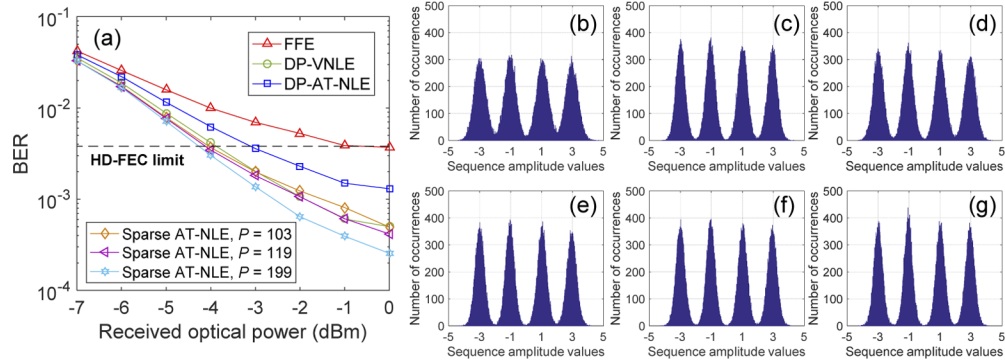 (a)
FFE
DP-VNLE
DP-AT-NLE
HD-FEC limit
Sparse AT-NLE, P = 103
Sparse AT-NLE, P = 119
Sparse AT-NLE, P = 199
BER
10^-1
10^-2
10^-3
10^-4
-7 -6 -5 -4 -3 -2 -1 0
Received optical power (dBm)
(b)
Number of occurrences
500
400
300
200
100
0
-5 -3 -1 1 3 5
Sequence amplitude values
(c)
Number of occurrences
500
400
300
200
100
0
-5 -3 -1 1 3 5
Sequence amplitude values
(d)
Number of occurrences
500
400
300
200
100
0
-5 -3 -1 1 3 5
Sequence amplitude values
(e)
Number of occurrences
500
400
300
200
100
0
-5 -3 -1 1 3 5
Sequence amplitude values
(f)
Number of occurrences
500
400
300
200
100
0
-5 -3 -1 1 3 5
Sequence amplitude values
(g)
Number of occurrences
500
400
300
200
100
0
-5 -3 -1 1 3 5
Sequence amplitude values